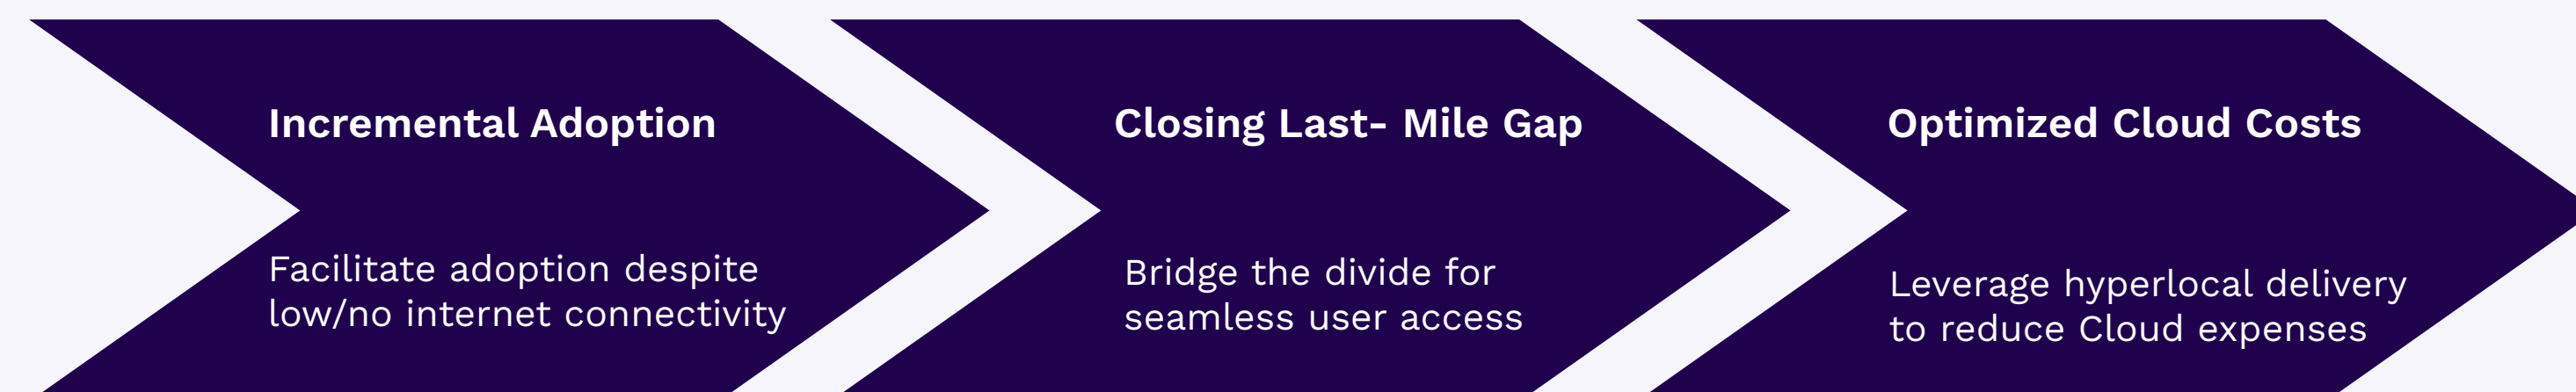 Incremental Adoption
Facilitate adoption despite
low/no internet connectivity
Closing Last- Mile Gap
Bridge the divide for
seamless user access
Optimized Cloud Costs
Leverage hyperlocal delivery
to reduce Cloud expenses